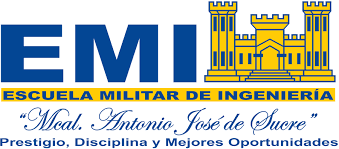 EMI
ESCUELA MILITAR DE INGENIERÍA
“Mcal. Antonio José de Sucre”
Prestigio, Disciplina y Mejores Oportunidades